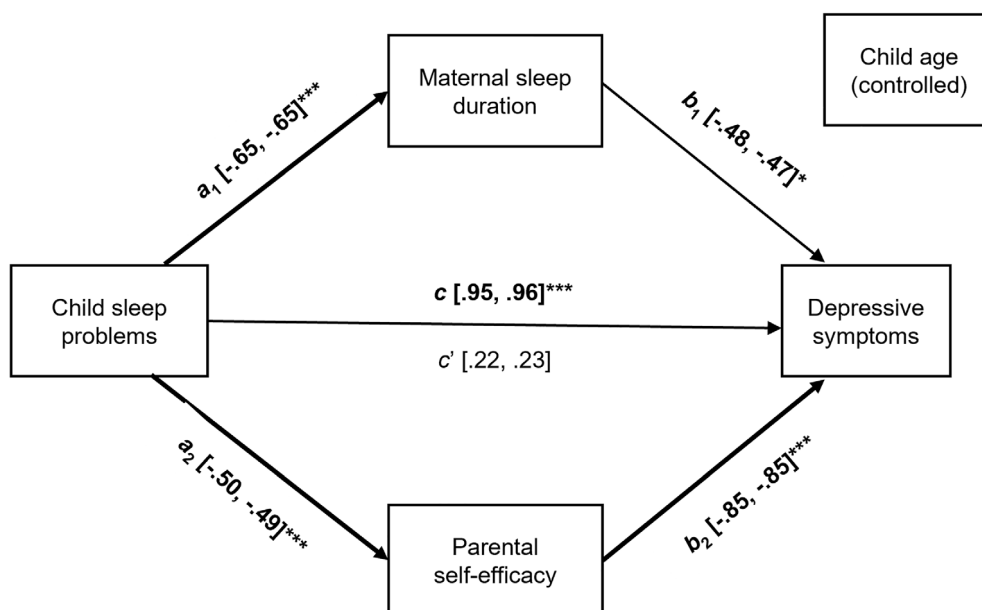 Maternal sleep
duration
Child age
(controlled)
a₁ [-.65, -.65]***
b₁ [-.48, -.47]*
Child sleep
problems
c [.95, .96]***
c' [.22, .23]
Depressive
symptoms
a₂ [-.50, -.49]***
b₂ [-.85, -.85]***
Parental
self-efficacy